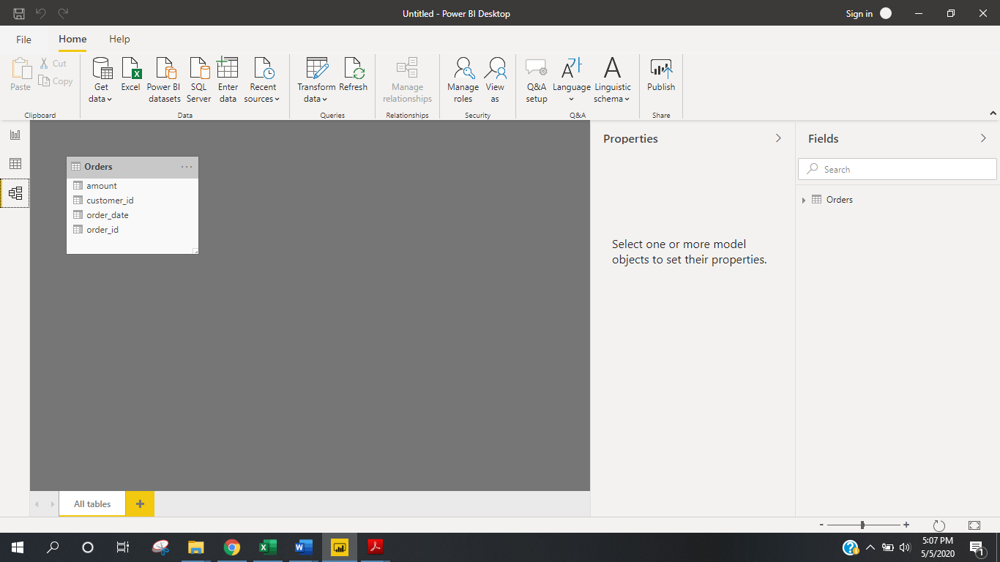 Untitled - Power BI Desktop
Sign in
File
Home
Help
Paste
Cut
Copy
Clipboard
Get
data
Excel
Power BI
datasets
SQL
Server
Enter
data
Recent
sources
Data
Transform
data
Refresh
Queries
Manage
relationships
Relationships
Manage
roles
View
as
Security
Q&A
setup
Language
Linguistic
schema
Q&A
Publish
Share
Orders
amount
customer_id
order_date
order_id
Properties
Select one or more model
objects to set their properties.
Fields
Search
Orders
All tables
5:07 PM
5/5/2020
1